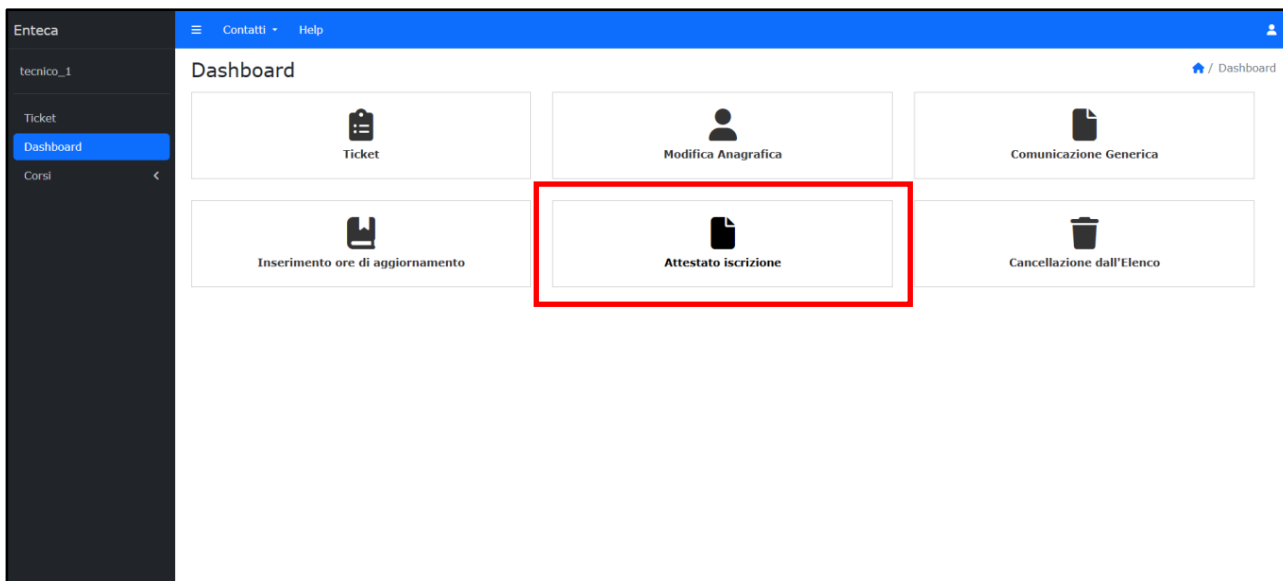 Enteca
Contatti Help
tecnico_1
Dashboard
/ Dashboard
Ticket
Dashboard
Corsi
Ticket
Modifica Anagrafica
Comunicazione Generica
Inserimento ore di aggiornamento
Attestato iscrizione
Cancellazione dall'Elenco